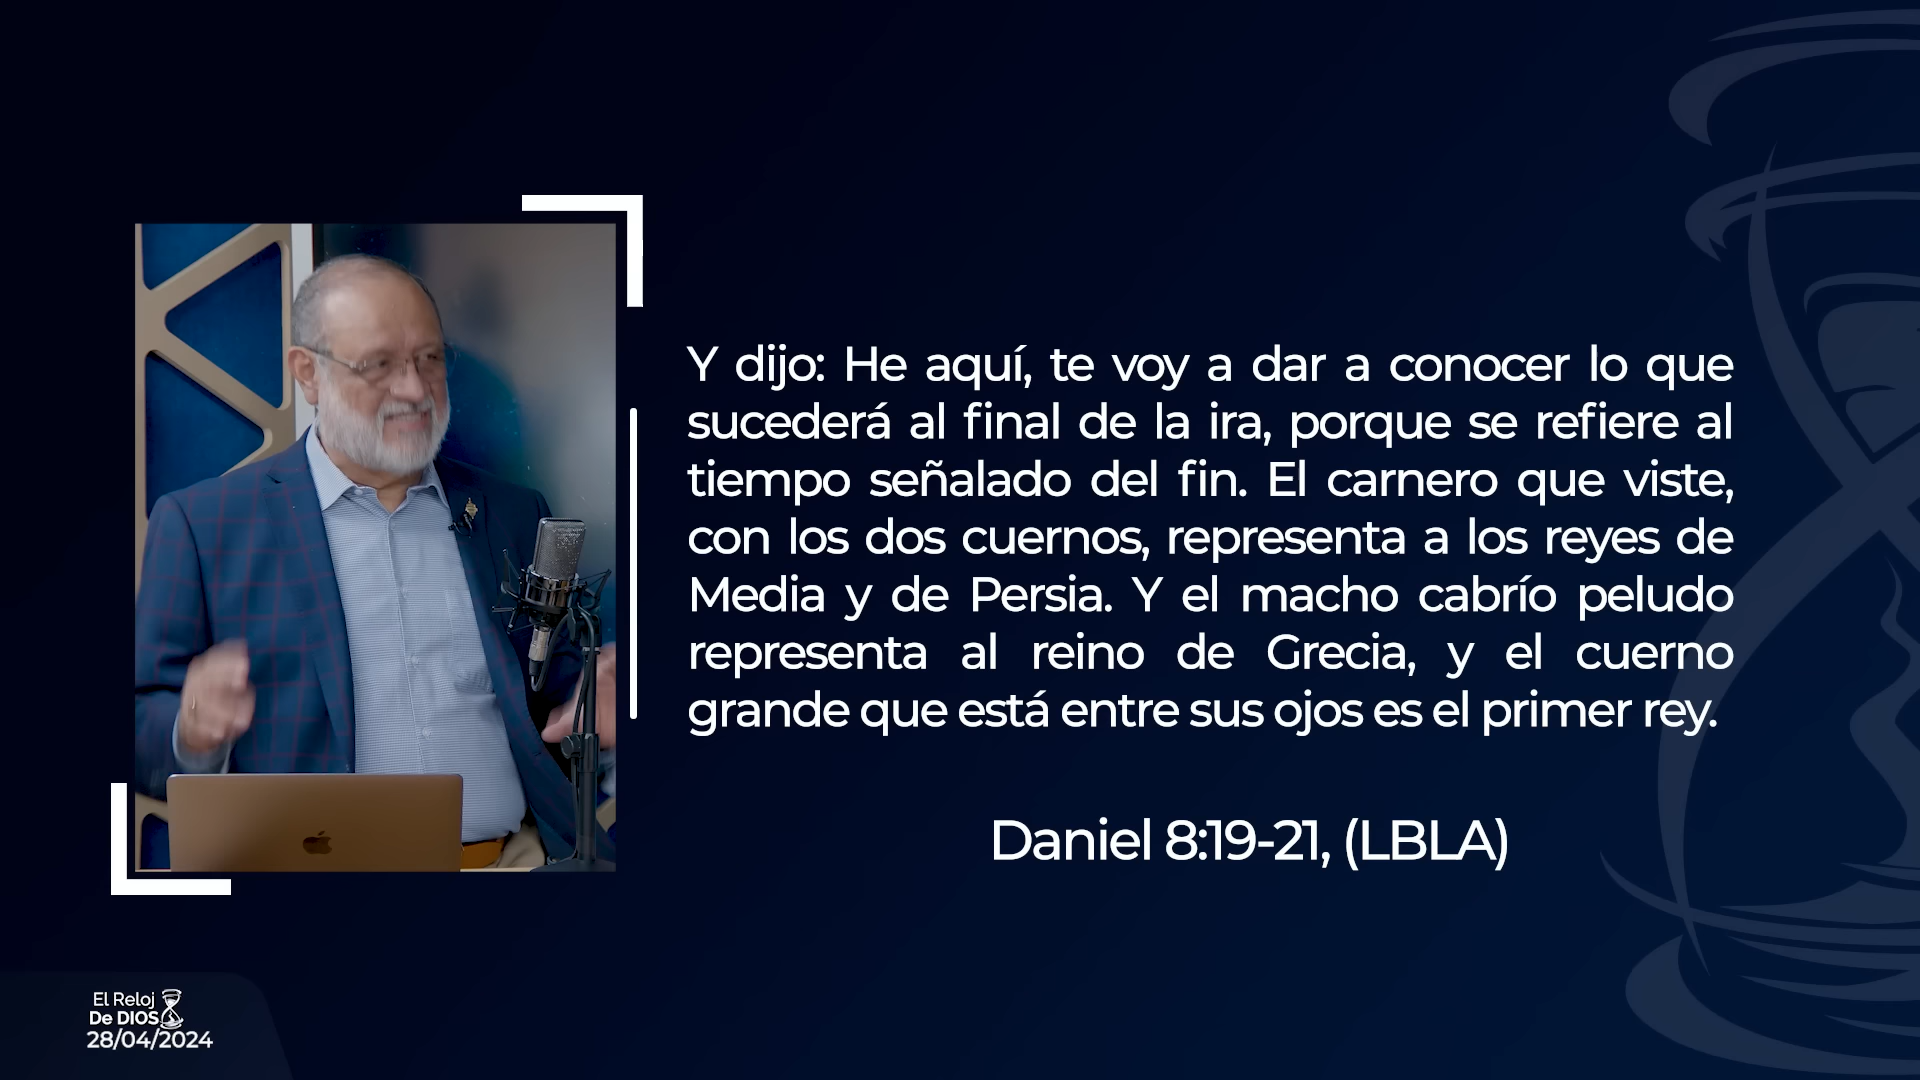 Y dijo: He aquí, te voy a dar a conocer lo que
sucederá al final de la ira, porque se refiere al
tiempo señalado del fin. El carnero que viste,
con los dos cuernos, representa a los reyes de
Media y de Persia. Y el macho cabrío peludo
representa al reino de Grecia, y el cuerno
grande que está entre sus ojos es el primer rey.
Daniel 8:19-21, (LBLA)
El Reloj
De DIOS
28/04/2024